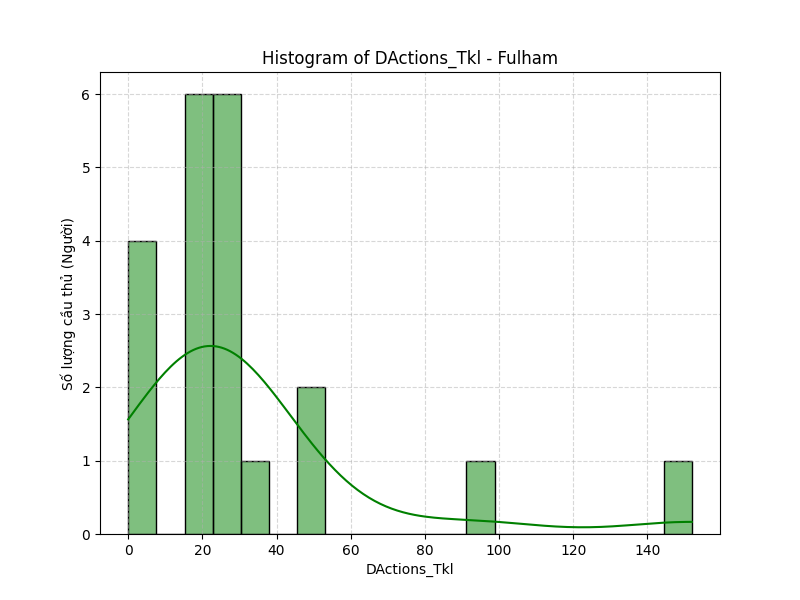 Histogram of DActions_Tkl - Fulham
Số lượng cầu thủ (Người)
6
5
4
3
2
1
0
0 20 40 60 80 100 120 140
DActions_Tkl